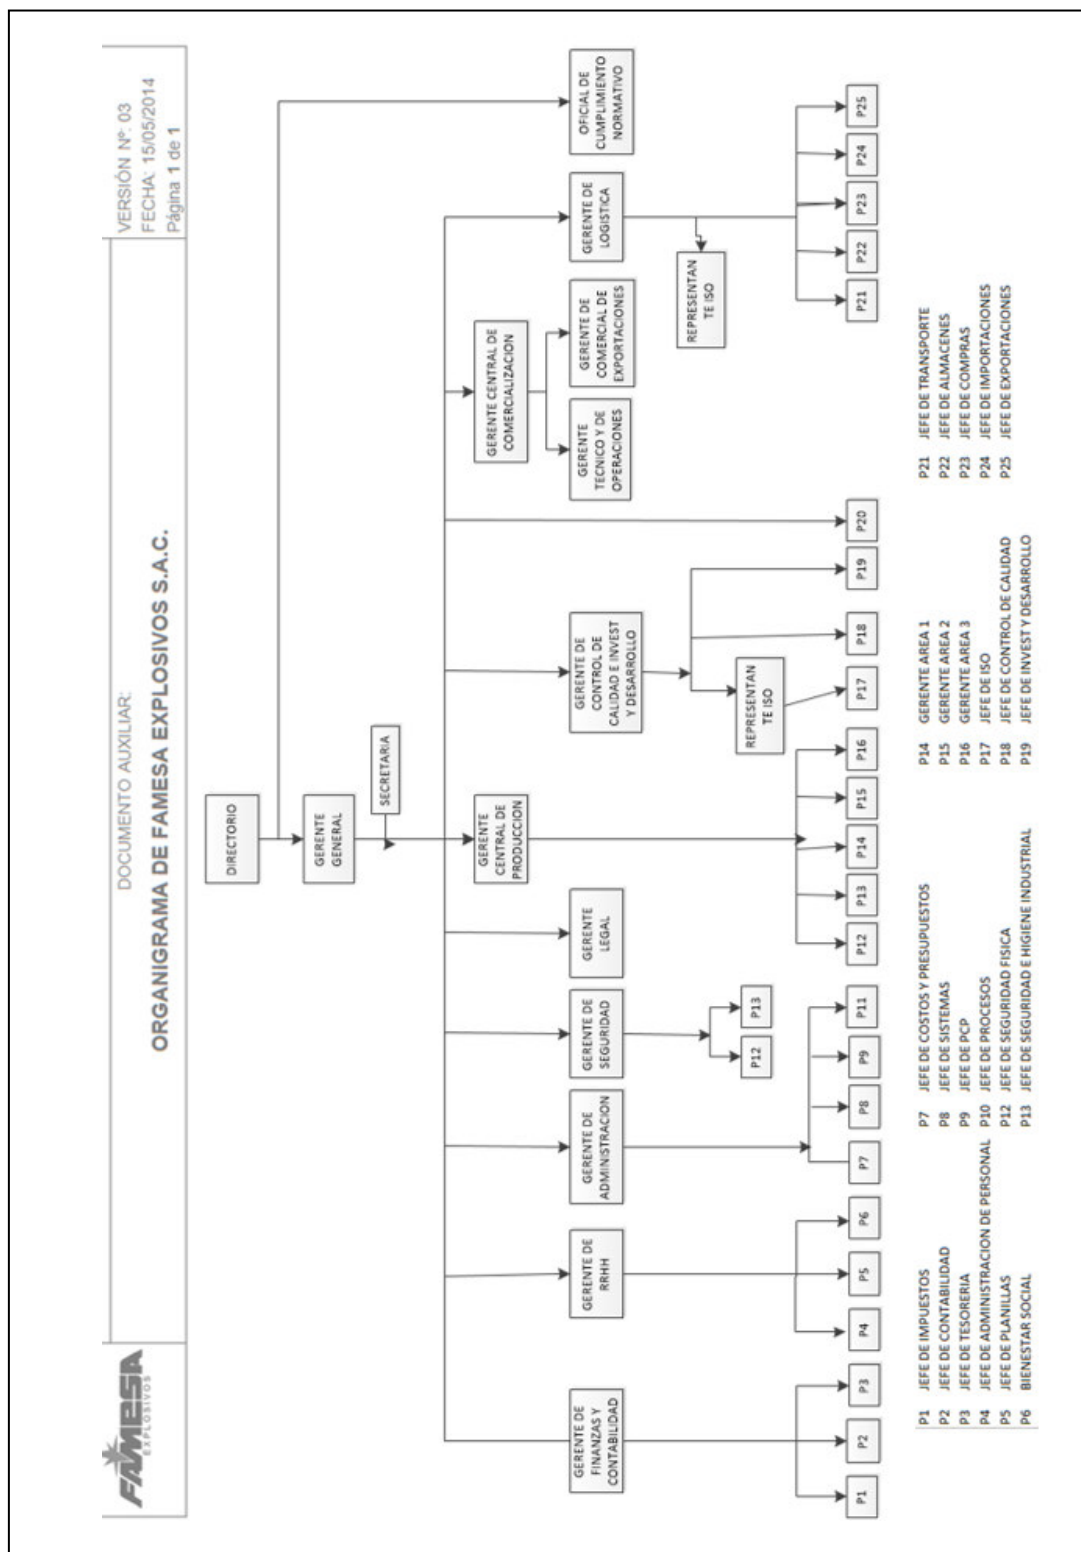 FAMESA
EXPLOSIVOS
DOCUMENTO AUXILIAR:
ORGANIGRAMA DE FAMESA EXPLOSIVOS S.A.C.
VERSIÓN Nº: 03
FECHA: 15/05/2014
Página 1 de 1
DIRECTORIO
GERENTE
GENERAL
SECRETARIA
GERENTE
CENTRAL DE
PRODUCCION
GERENTE CENTRAL DE
COMERCIALIZACION
GERENTE DE
FINANZAS Y
CONTABILIDAD
GERENTE DE
RRHH
GERENTE DE
ADMINISTRACION
GERENTE DE
SEGURIDAD
GERENTE
LEGAL
GERENTE DE
CONTROL DE
CALIDAD E INVEST
Y DESARROLLO
GERENTE
TECNICO Y DE
OPERACIONES
GERENTE DE
COMERCIAL DE
EXPORTACIONES
GERENTE DE
LOGISTICA
OFICIAL DE
CUMPLIMIENTO
NORMATIVO
REPRESENTAN
TE ISO
REPRESENTAN
TE ISO
P12
P13
P1
P2
P3
P4
P5
P6
P7
P8
P9
P11
P12
P13
P14
P15
P16
P17
P18
P19
P20
P21
P22
P23
P24
P25
P1 JEFE DE IMPUESTOS
P2 JEFE DE CONTABILIDAD
P3 JEFE DE TESORERIA
P4 JEFE DE ADMINISTRACION DE PERSONAL
P5 JEFE DE PLANILLAS
P6 BIENESTAR SOCIAL
P7 JEFE DE COSTOS Y PRESUPUESTOS
P8 JEFE DE SISTEMAS
P9 JEFE DE PCP
P10 JEFE DE PROCESOS
P12 JEFE DE SEGURIDAD FISICA
P13 JEFE DE SEGURIDAD E HIGIENE INDUSTRIAL
P14 GERENTE AREA 1
P15 GERENTE AREA 2
P16 GERENTE AREA 3
P17 JEFE DE ISO
P18 JEFE DE CONTROL DE CALIDAD
P19 JEFE DE INVEST Y DESARROLLO
P21 JEFE DE TRANSPORTE
P22 JEFE DE ALMACENES
P23 JEFE DE COMPRAS
P24 JEFE DE IMPORTACIONES
P25 JEFE DE EXPORTACIONES